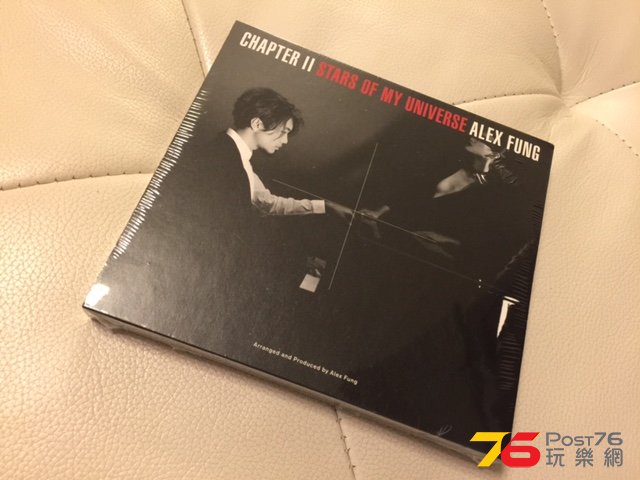 CHAPTER II STARS OF MY UNIVERSE ALEX FUNG
Arranged and Produced by Alex Fung
76 POST76
玩樂網